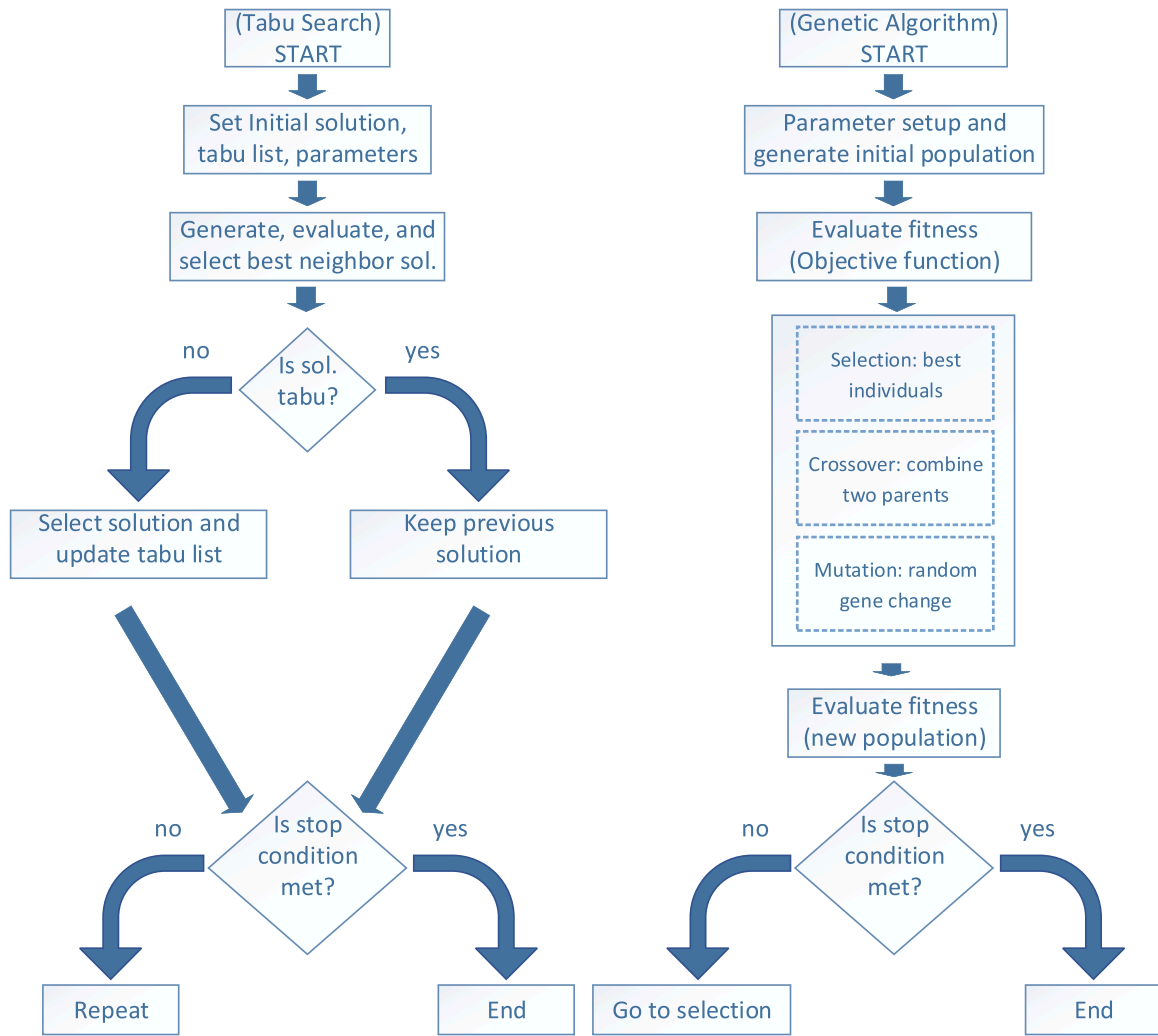 (Tabu Search)
START
Set Initial solution,
tabu list, parameters
Generate, evaluate, and
select best neighbor sol.
no
yes
Is sol.
tabu?
Select solution and
update tabu list
Keep previous
solution
no
Is stop
condition
met?
yes
Repeat
End
(Genetic Algorithm)
START
Parameter setup and
generate initial population
Evaluate fitness
(Objective function)
Selection: best
individuals
Crossover: combine
two parents
Mutation: random
gene change
Evaluate fitness
(new population)
no
Is stop
condition
met?
yes
Go to selection
End